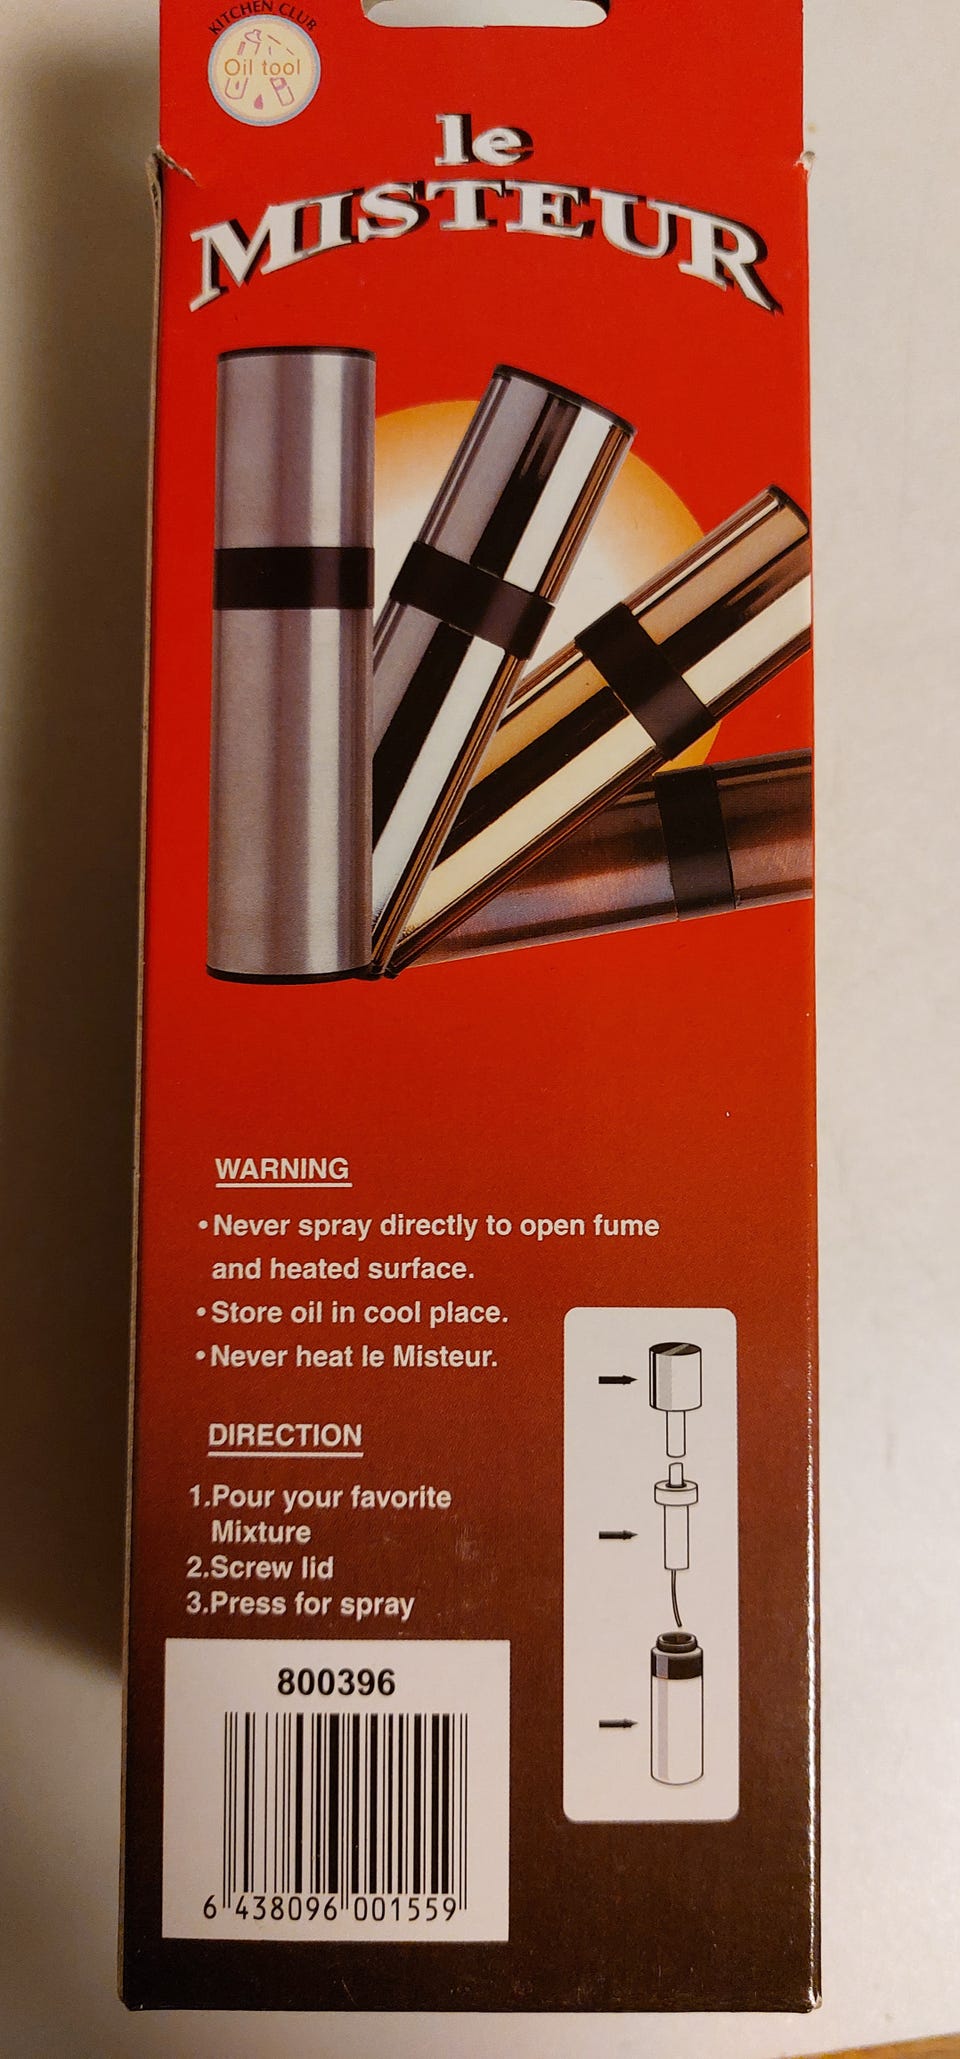 KITCHEN CLUB
Oil tool
le
MISTEUR
WARNING
•Never spray directly to open fume
and heated surface.
•Store oil in cool place.
•Never heat le Misteur.
DIRECTION
1.Pour your favorite
Mixture
2.Screw lid
3.Press for spray
800396
6 438096 001559